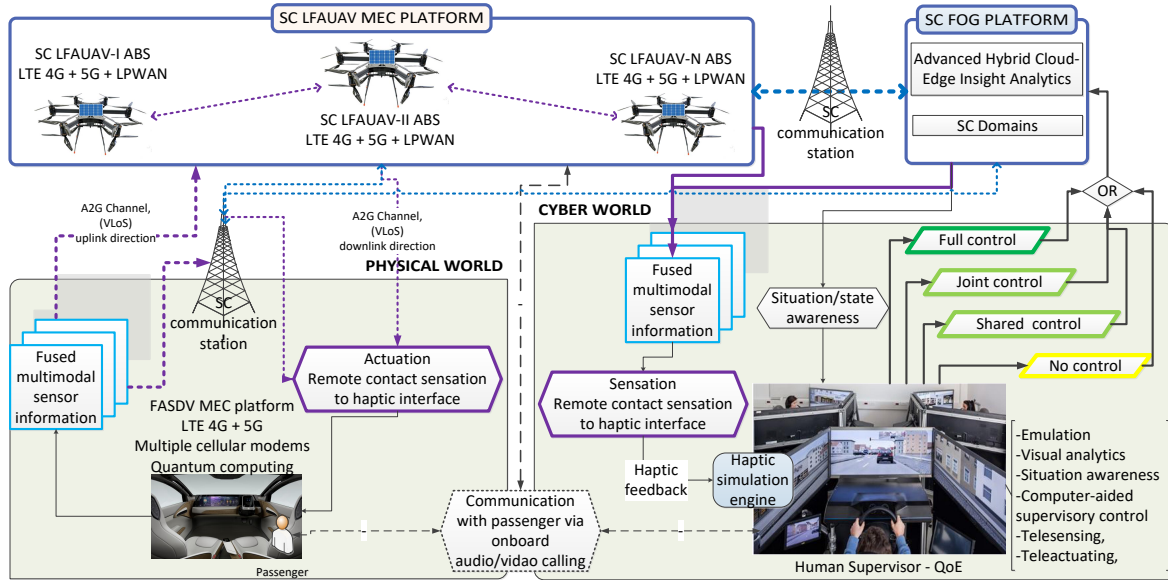 SC LFAUAV MEC PLATFORM
SC FOG PLATFORM
SC LFAUAV-I ABS
LTE 4G + 5G + LPWAN
SC LFAUAV-II ABS
LTE 4G + 5G + LPWAN
SC LFAUAV-N ABS
LTE 4G + 5G + LPWAN
SC
communication
station
Advanced Hybrid Cloud-
Edge Insight Analytics
SC Domains
A2G Channel,
(VLoS)
uplink direction
A2G Channel,
(VLoS)
downlink direction
PHYSICAL WORLD
SC
communication
station
Fused
multimodal
sensor
information
Actuation
Remote contact sensation
to haptic interface
FASDV MEC platform
LTE 4G + 5G
Multiple cellular modems
Quantum computing
Passenger
Communication
with passenger via
onboard
audio/vidao calling
CYBER WORLD
Fused
multimodal
sensor
information
Situation/state
awareness
Sensation
Remote contact sensation
to haptic interface
Haptic
feedback
Haptic
simulation
engine
OR
Full control
Joint control
Shared control
No control
-Emulation
-Visual analytics
-Situation awareness
-Computer-aided
supervisory control
-Telesensing,
-Teleactuating,
Human Supervisor - QoE